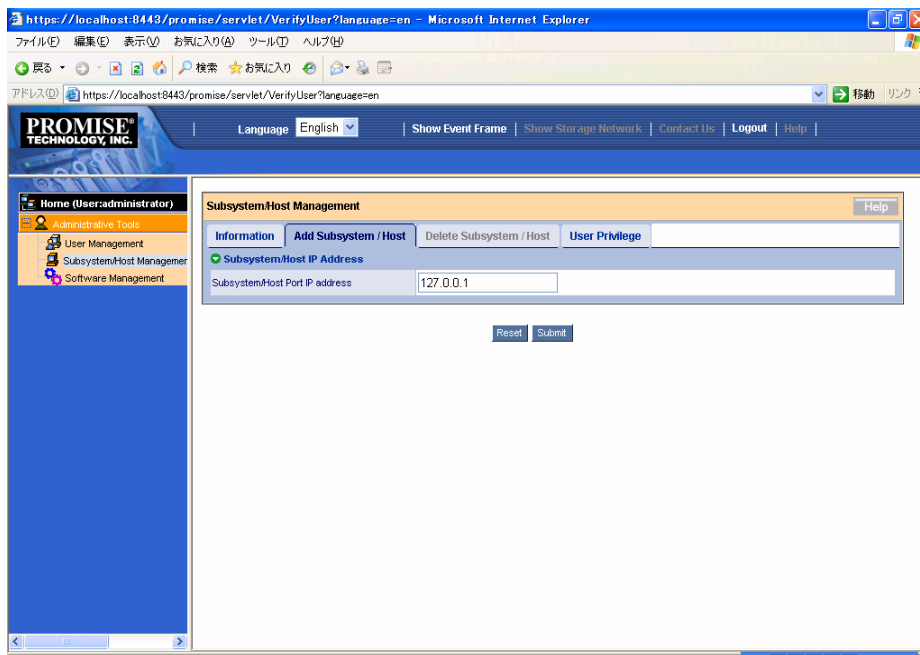 https://localhost:8443/promise/servlet/VerifyUser?language=en - Microsoft Internet Explorer
ファイル(F) 編集(E) 表示(V) お気に入り(A) ツール(T) ヘルプ(H)
戻る 検索 お気に入り
アドレス(D) https://localhost:8443/promise/servlet/VerifyUser?language=en 移動 リンク
PROMISE®
TECHNOLOGY, INC.
| Language English | Show Event Frame | Show Storage Network | Contact Us | Logout | Help |
Home (User:administrator)
Administrative Tools
User Management
Subsystem/Host Managemer
Software Management
Subsystem/Host Management Help
Information Add Subsystem / Host Delete Subsystem / Host User Privilege
Subsystem/Host IP Address
Subsystem/Host Port IP address 127.0.0.1
Reset Submit